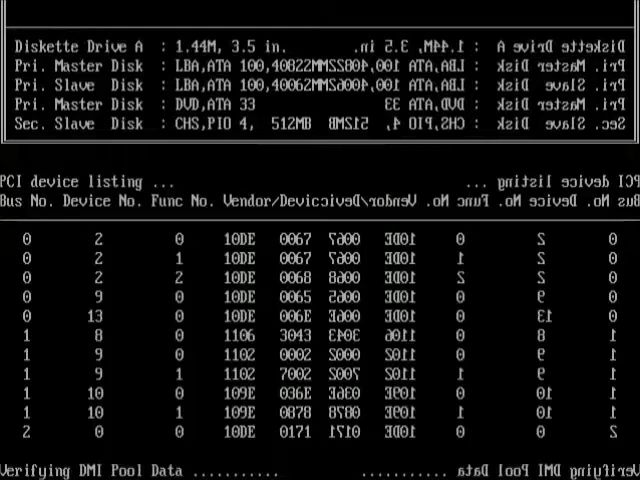 Diskette Drive A : 1.44M, 3.5 in.
Pri. Master Disk : LBA,ATA 100,40822M
Pri. Slave Disk : LBA,ATA 100,40062M
Pri. Master Disk : DVD,ATA 33
Sec. Slave Disk : CHS,PIO 4, 512MB
PCI device listing ...
Bus No. Device No. Func No. Vendor/Devic
0 2 0 10DE 0067
0 2 1 10DE 0067
0 2 2 10DE 0068
0 9 0 10DE 0065
0 13 0 10DE 006E
1 8 0 1106 3043
1 9 0 1102 0002
1 9 1 1102 7002
1 10 0 109E 036E
1 10 1 109E 0878
2 0 0 10DE 0171
Verifying DMI Pool Data ...........